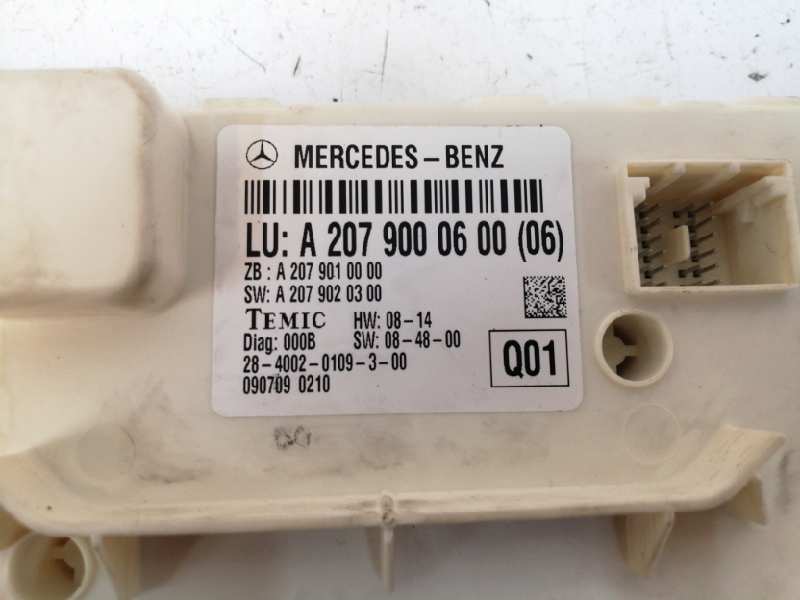 MERCEDES-BENZ
LU: A 207 900 06 00 (06)
ZB : A 207 901 00 00
SW: A 207 902 03 00
TEMIC HW: 08-14
Diag: 000B SW: 08-48-00
28-4002-0109-3-00
090709 0210
Q01